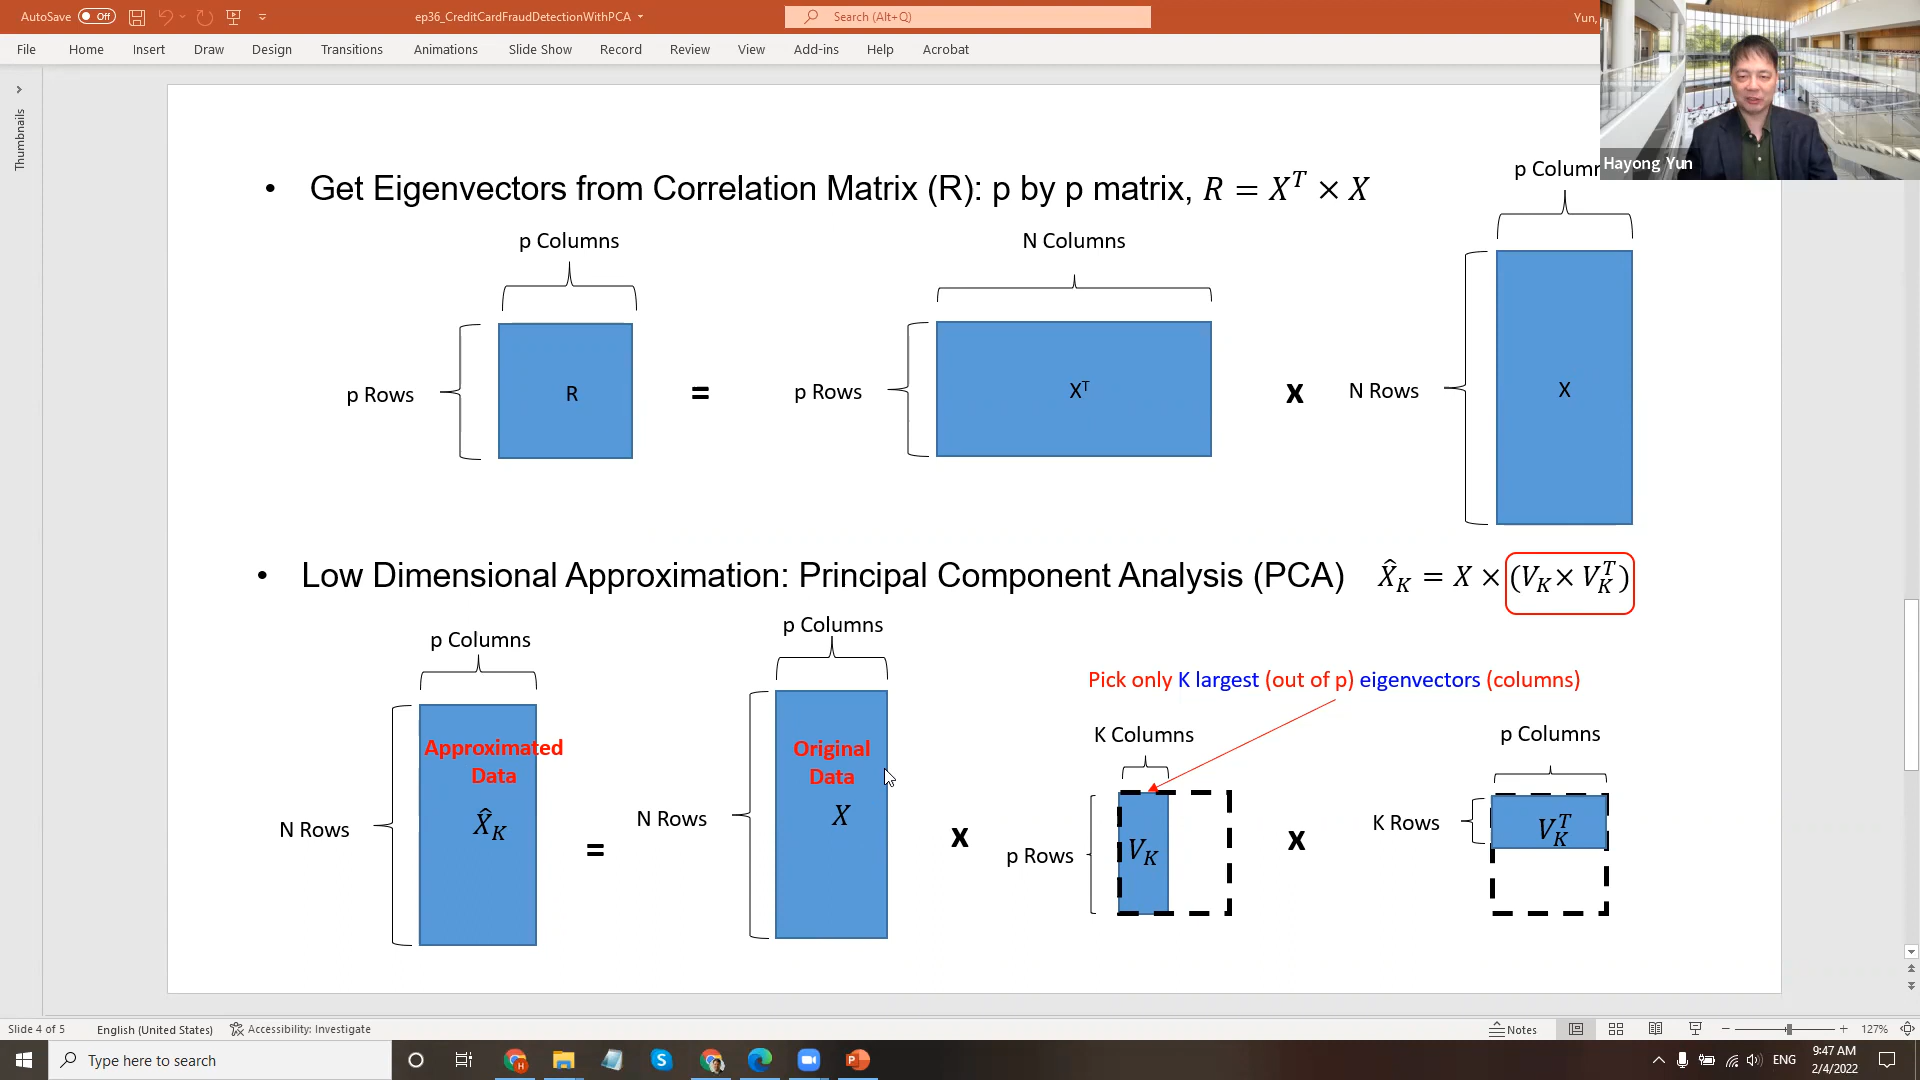 AutoSave Off
ep36_CreditCardFraudDetectionWithPCA
Search (Alt+Q)
Yun,
File Home Insert Draw Design Transitions Animations Slide Show Record Review View Add-ins Help Acrobat
Thumbnails
Hayong Yun
• Get Eigenvectors from Correlation Matrix (R): p by p matrix, R = X^T × X
p Columns
N Columns
p Colum
p Rows
R
=
p Rows
X^T
x
N Rows
X
• Low Dimensional Approximation: Principal Component Analysis (PCA) X̂_K = X × (V_K × V_K^T)
p Columns
p Columns
Pick only K largest (out of p) eigenvectors (columns)
K Columns
p Columns
Approximated
Data
X̂_K
N Rows
=
Original
Data
X
N Rows
x
p Rows
V_K
x
K Rows
V_K^T
Slide 4 of 5 English (United States) Accessibility: Investigate
Notes
127%
Type here to search
ENG
9:47 AM
2/4/2022